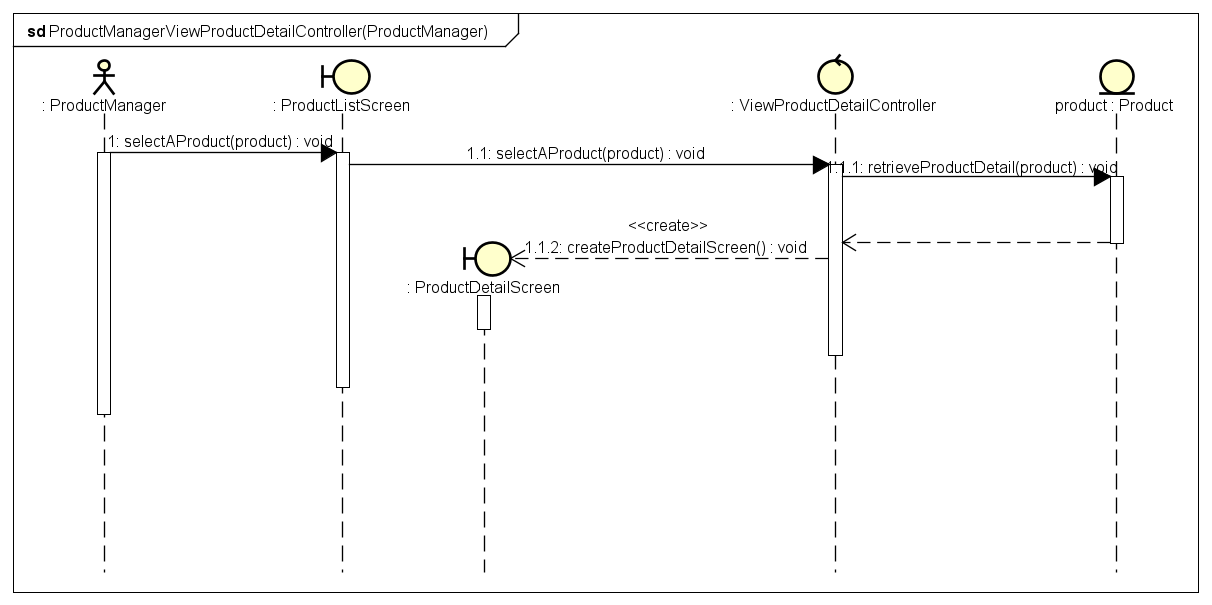 sd ProductManagerViewProductDetailController(ProductManager)
: ProductManager
: ProductListScreen
: ViewProductDetailController
product : Product
1: selectAProduct(product) : void
1.1: selectAProduct(product) : void
1.1.1: retrieveProductDetail(product) : void
<<create>>
1.1.2: createProductDetailScreen() : void
: ProductDetailScreen